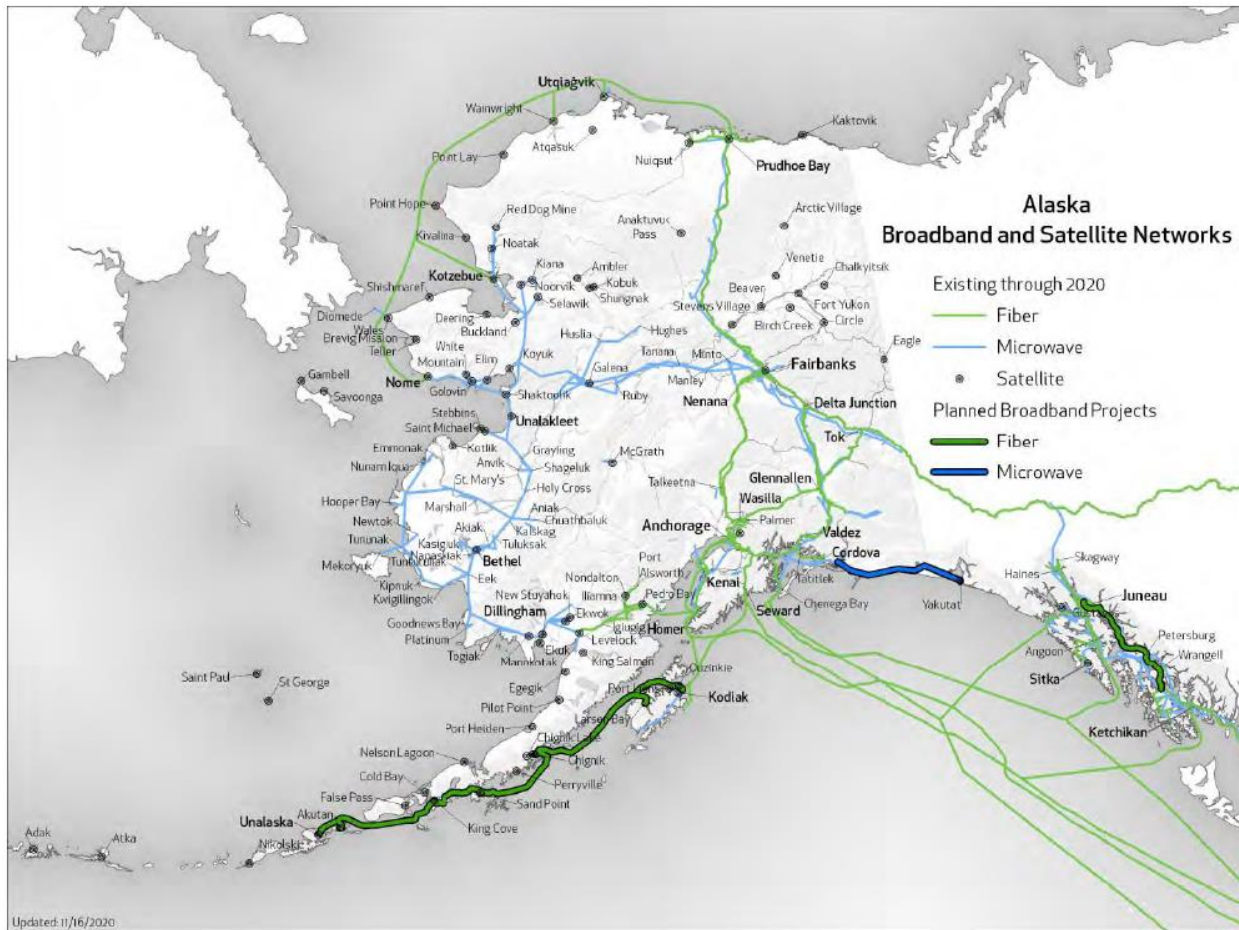 Utqiaġvik
Wainwright
Kaktovik
Atqasuk
Nuiqsut
Point Lay
Prudhoe Bay
Alaska
Broadband and Satellite Networks
Existing through 2020
Fiber
Microwave
Satellite
Planned Broadband Projects
Fiber
Microwave
Point Hope
Red Dog Mine
Anaktuvuk
Pass
Arctic Village
Kivalina
Noatak
Venetie
Chalkyitsik
Kotzebue
Kiana
Ambler
Noorvik
Kobuk
Shungnak
Selawik
Beaver
Shishmaref
Stevens Village
Fort Yukon
Deering
Birch Creek
Circle
Diomede
Buckland
Wales
Huslia
Hughes
Brevig Mission
Eagle
Teller
White
Mountain
Elim
Koyuk
Tanana
Minto
Fairbanks
Gambell
Galena
Manley
Nome
Golovin
Savoonga
Shaktoolik
Ruby
Nenana
Delta Junction
Stebbins
Saint Michael
Unalakleet
Tok
Emmonak
Kotlik
Grayling
McGrath
Nunam Iqua
Anvik
Shageluk
Glennallen
St. Mary's
Talkeetna
Hooper Bay
Holy Cross
Wasilla
Marshall
Aniak
Newtok
Chuathbaluk
Anchorage
Palmer
Akiak
Kalskag
Valdez
Tununak
Kasigluk
Tuluksak
Cordova
Skagway
Napaskiak
Mekoryuk
Tuntutuliak
Bethel
Port
Alsworth
Kenai
Tatitlek
Haines
Eek
Nondalton
Kipnuk
Iliamna
Pedro Bay
Chenega Bay
Yakutat
Juneau
Kwigillingok
New Stuyahok
Dillingham
Ekwok
Seward
Goodnews Bay
Igiugig
Homer
Petersburg
Platinum
Levelock
Angoon
Wrangell
Togiak
Ekuk
Manokotak
King Salmon
Ouzinkie
Sitka
Saint Paul
Egegik
St George
Port Lions
Kodiak
Pilot Point
Larsen Bay
Ketchikan
Port Heiden
Chignik Lake
Nelson Lagoon
Chignik
Cold Bay
Perryville
False Pass
Sand Point
Akutan
Unalaska
King Cove
Adak
Atka
Nikolski
Updated: 11/16/2020